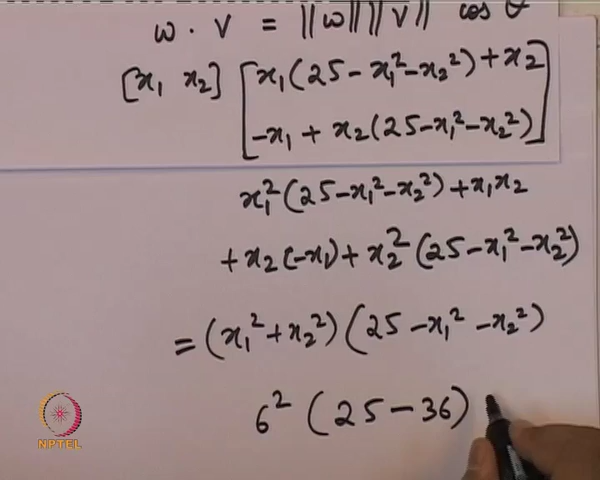 w · v = ||w|| ||v|| cos θ
[x₁ x₂] [x₁(25-x₁²-x₂²)+x₂
-x₁ + x₂(25-x₁²-x₂²)]
x₁²(25-x₁²-x₂²)+x₁x₂
+x₂(-x₁)+x₂²(25-x₁²-x₂²)
=(x₁²+x₂²)(25-x₁²-x₂²)
6²(25-36)
NPTEL